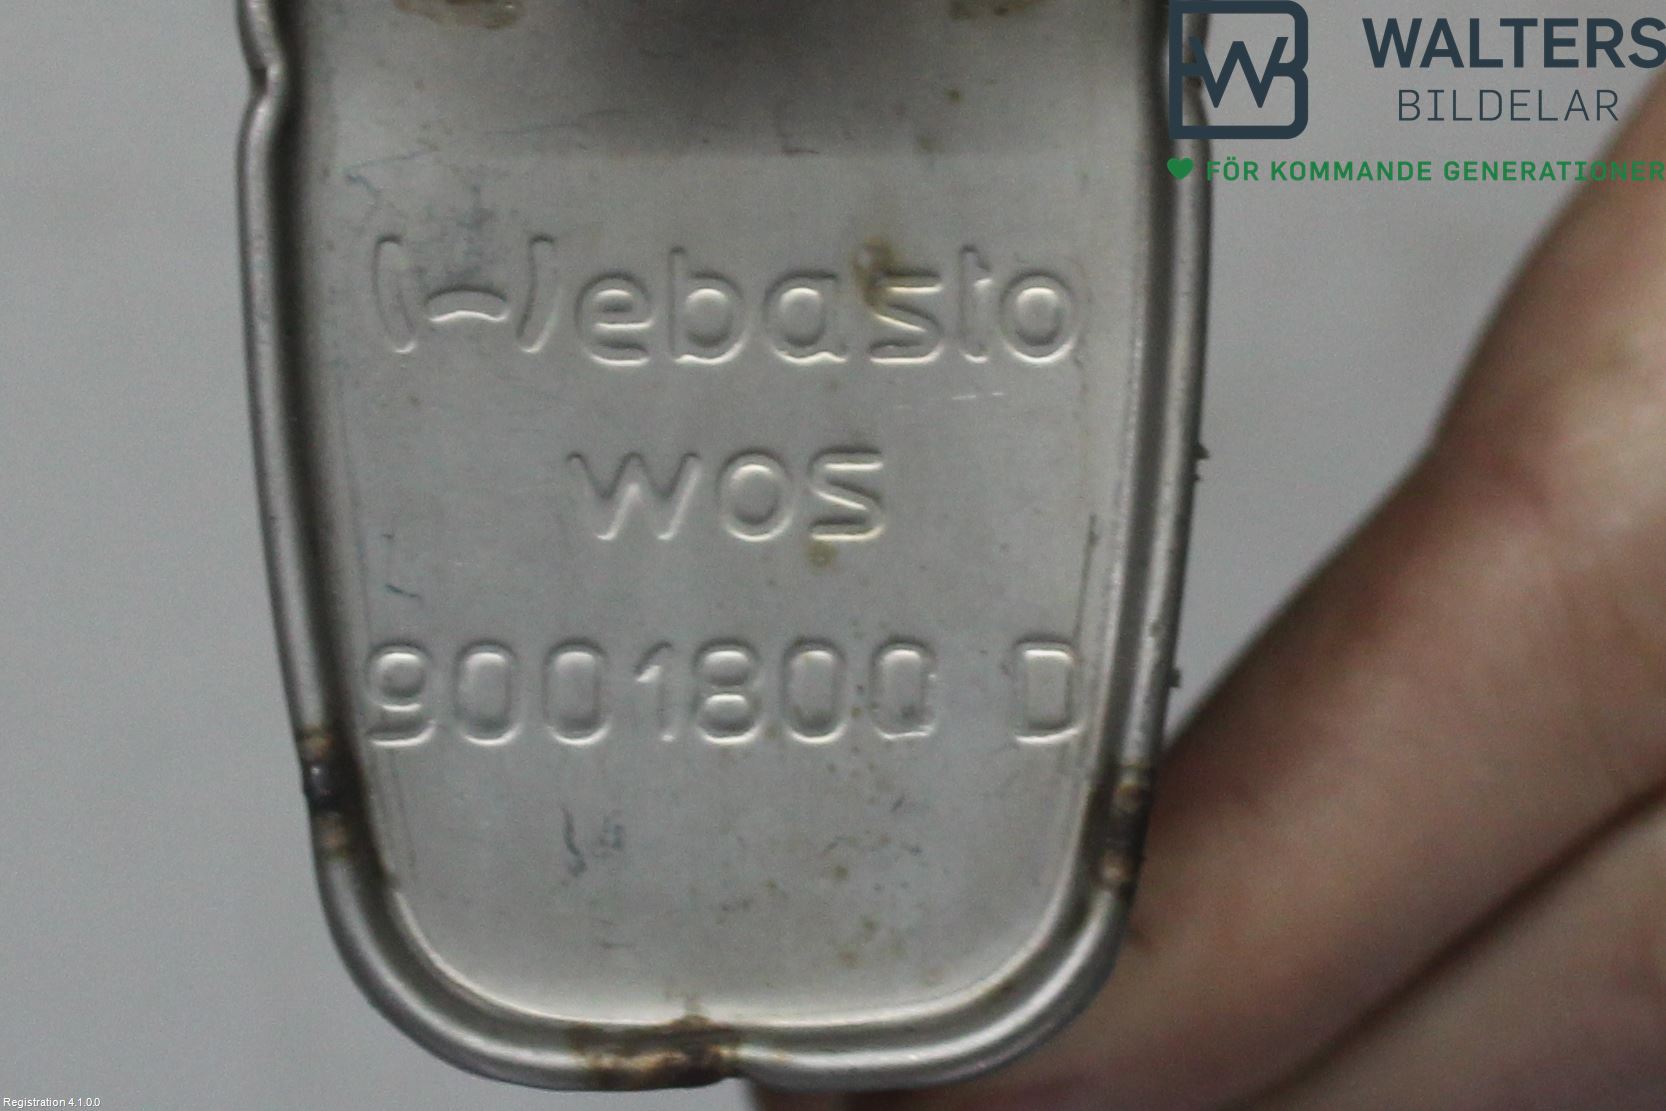 WALTERS
BILDELAR
FÖR KOMMANDE GENERATIONER
Webasto
WOS
9001800 D
Registration 4.1.0.0